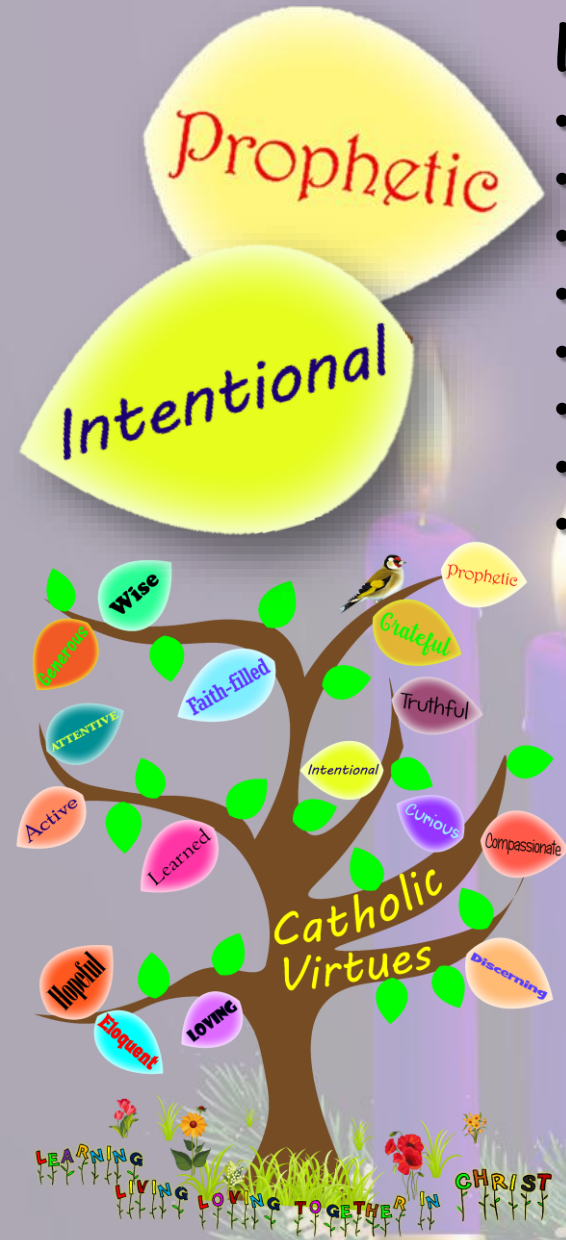 Prophetic
Intentional
Wise
Prophetic
Generous
Grateful
Faith-filled
Truthful
ATTENTIVE
Intentional
Active
Curious
Learned
Compassionate
Catholic
Virtues
Hopeful
Discerning
Eloquent
LOVING
LEARNING
LIVING LOVING TOGETHER IN CHRIST